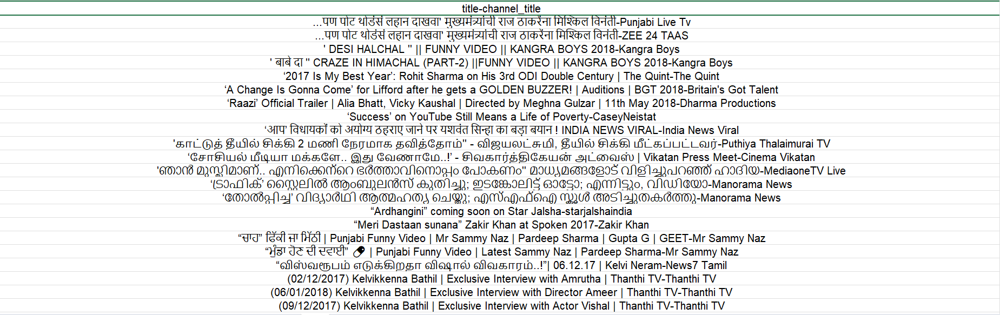 title-channel_title
...पण पोट थोडंसं लहान दाखवा' मुख्यमंत्र्यांची राज ठाकरेंना मिश्किल विनंती-Punjabi Live Tv
...पण पोट थोडंसं लहान दाखवा' मुख्यमंत्र्यांची राज ठाकरेंना मिश्किल विनंती-ZEE 24 TAAS
' DESI HALCHAL '' || FUNNY VIDEO || KANGRA BOYS 2018-Kangra Boys
' बाबे दा '' CRAZE IN HIMACHAL (PART-2) ||FUNNY VIDEO || KANGRA BOYS 2018-Kangra Boys
‘2017 Is My Best Year’: Rohit Sharma on His 3rd ODI Double Century | The Quint-The Quint
‘A Change Is Gonna Come’ for Lifford after he gets a GOLDEN BUZZER! | Auditions | BGT 2018-Britain's Got Talent
‘Raazi’ Official Trailer | Alia Bhatt, Vicky Kaushal | Directed by Meghna Gulzar | 11th May 2018-Dharma Productions
‘Success’ on YouTube Still Means a Life of Poverty-CaseyNeistat
‘आप’ विधायकों को अयोग्य ठहराए जाने पर यशवंत सिन्हा का बड़ा बयान ! INDIA NEWS VIRAL-India News Viral
'காட்டுத் தீயில் சிக்கி 2 மணி நேரமாக தவித்தோம்'' - விஜயலட்சுமி, தீயில் சிக்கி மீட்கப்பட்டவர்-Puthiya Thalaimurai TV
‘சோசியல் மீடியா மக்களே.. இது வேணாமே..!’ - சிவகார்த்திகேயன் அட்வைஸ் | Vikatan Press Meet-Cinema Vikatan
'ഞാൻ മുസ്ലിമാണ്.. എനിക്കെന്റെ ഭർത്താവിനൊപ്പം പോകണം'' മാധ്യമങ്ങളോട് വിളിച്ചുപറഞ്ഞ് ഹാദിയ-MediaoneTV Live
‘ട്രാഫിക്’ സ്റ്റൈലില്‍ ആംബുലന്‍സ് കുതിച്ചു; ഇടങ്കോലിട്ട് ഓട്ടോ; എന്നിട്ടും, വിഡിയോ-Manorama News
‘തോല്‍പ്പിച്ച’ വിദ്യാര്‍ഥി ആത്മഹത്യ ചെയ്തു; എസ്എഫ്ഐ സ്കൂള്‍ അടിച്ചുതകര്‍ത്തു-Manorama News
“Ardhangini” coming soon on Star Jalsha-starjalshaindia
“Meri Dastaan sunana” Zakir Khan at Spoken 2017-Zakir Khan
“ਚਾਹ” ਫਿੱਕੀ ਜਾ ਮਿੱਠੀ | Punjabi Funny Video | Mr Sammy Naz | Pardeep Sharma | Gupta G | GEET-Mr Sammy Naz
“ਮੁੰਡਾ ਹੋਣ ਦੀ ਦਵਾਈ” 💊 | Punjabi Funny Video | Latest Sammy Naz | Pardeep Sharma-Mr Sammy Naz
“விஸ்வரூபம் எடுக்கிறதா விஷால் விவகாரம்..!”| 06.12.17 | Kelvi Neram-News7 Tamil
(02/12/2017) Kelvikkenna Bathil | Exclusive Interview with Amrutha | Thanthi TV-Thanthi TV
(06/01/2018) Kelvikkenna Bathil | Exclusive Interview with Director Ameer | Thanthi TV-Thanthi TV
(09/12/2017) Kelvikkenna Bathil | Exclusive Interview with Actor Vishal | Thanthi TV-Thanthi TV